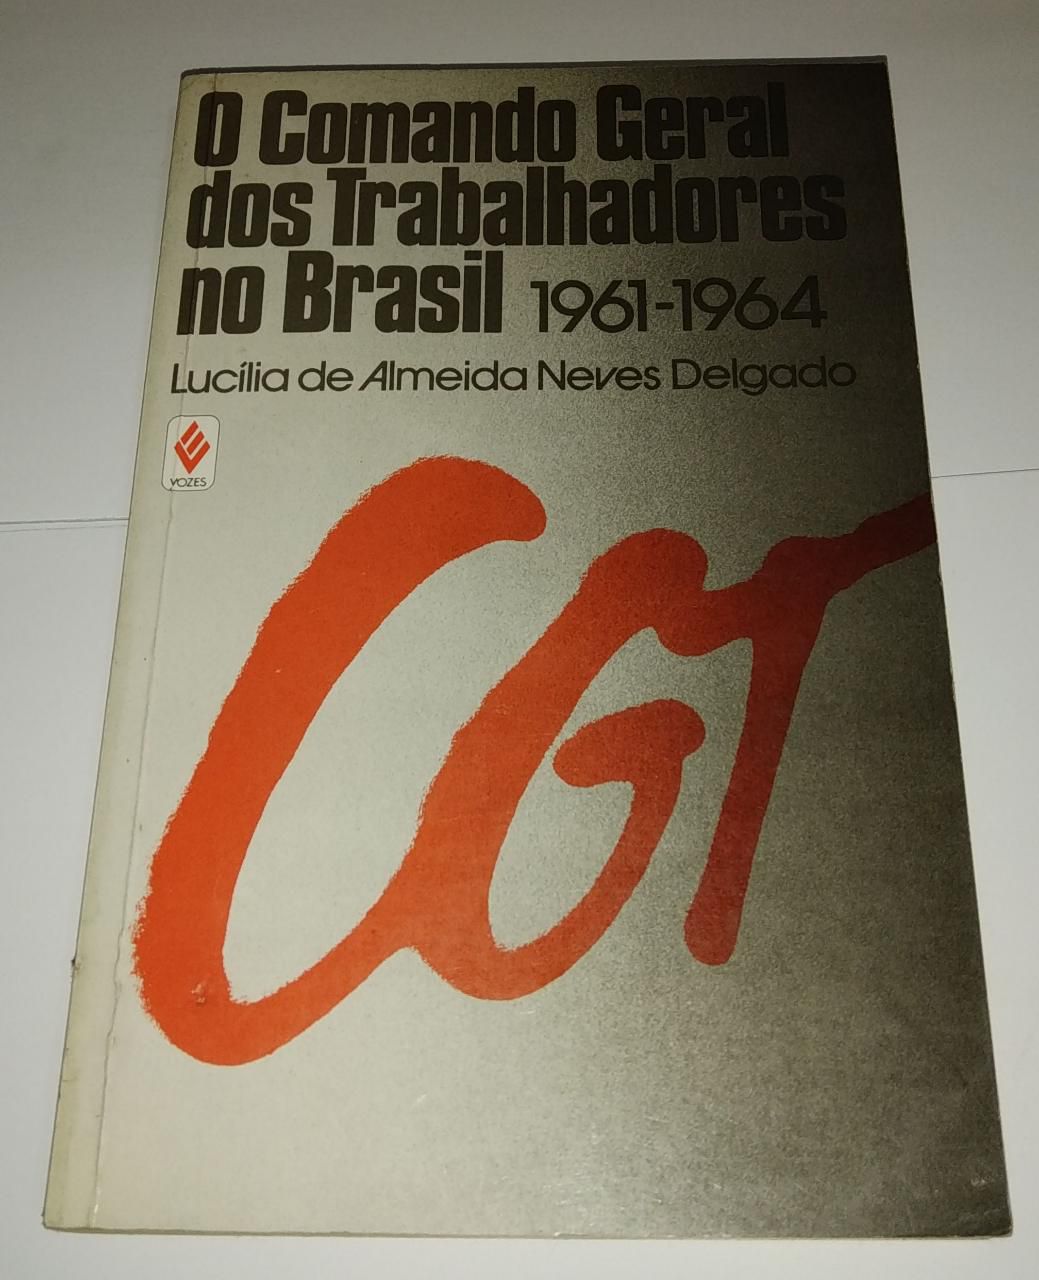 O Comando Geral
dos Trabalhadores
no Brasil 1961-1964
Lucília de Almeida Neves Delgado
VOZES
CGT